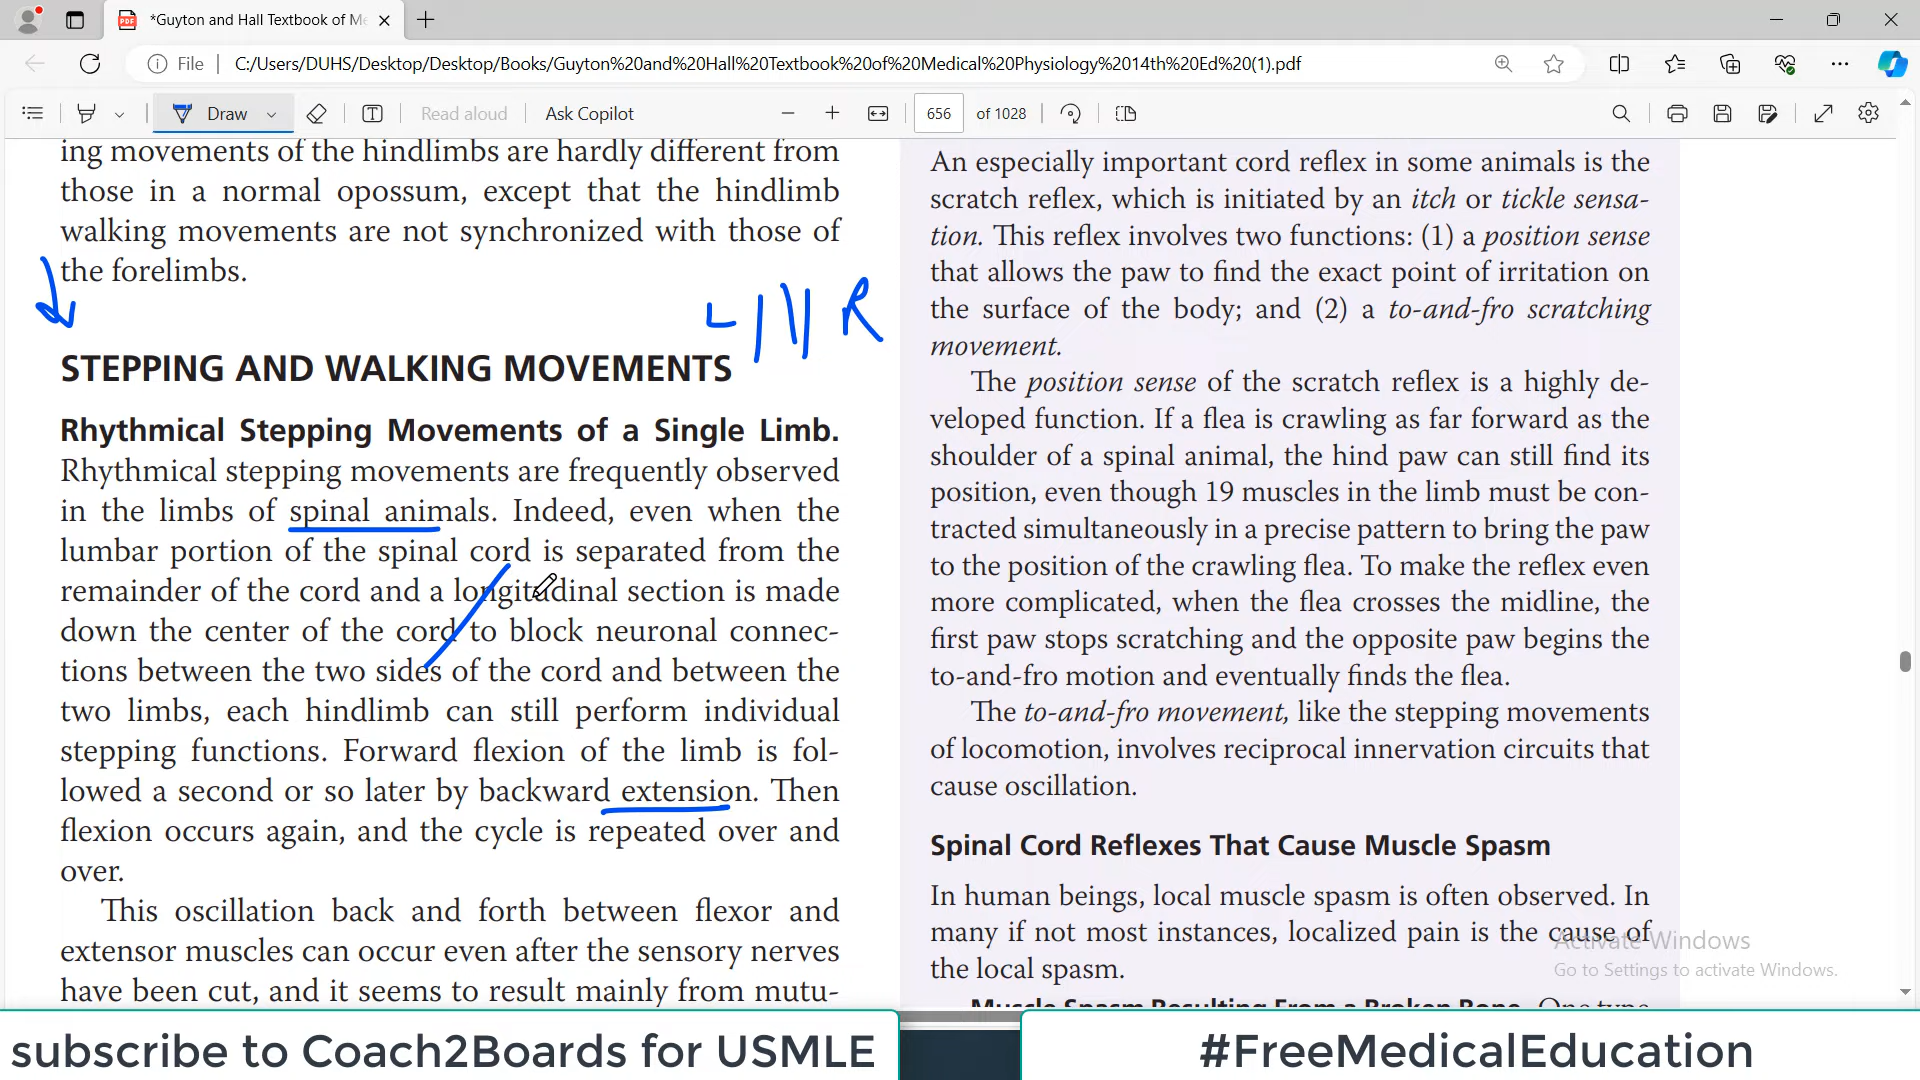 *Guyton and Hall Textbook of Me
File
C:/Users/DUHS/Desktop/Desktop/Books/Guyton%20and%20Hall%20Textbook%20of%20Medical%20Physiology%2014th%20Ed%20(1).pdf
Draw
Read aloud
Ask Copilot
656 of 1028
ing movements of the hindlimbs are hardly different from
those in a normal opossum, except that the hindlimb
walking movements are not synchronized with those of
the forelimbs.
L R
STEPPING AND WALKING MOVEMENTS
Rhythmical Stepping Movements of a Single Limb.
Rhythmical stepping movements are frequently observed
in the limbs of spinal animals. Indeed, even when the
lumbar portion of the spinal cord is separated from the
remainder of the cord and a longitudinal section is made
down the center of the cord to block neuronal connec-
tions between the two sides of the cord and between the
two limbs, each hindlimb can still perform individual
stepping functions. Forward flexion of the limb is fol-
lowed a second or so later by backward extension. Then
flexion occurs again, and the cycle is repeated over and
over.
This oscillation back and forth between flexor and
extensor muscles can occur even after the sensory nerves
have been cut, and it seems to result mainly from mutu-
An especially important cord reflex in some animals is the
scratch reflex, which is initiated by an itch or tickle sensa-
tion. This reflex involves two functions: (1) a position sense
that allows the paw to find the exact point of irritation on
the surface of the body; and (2) a to-and-fro scratching
movement.
The position sense of the scratch reflex is a highly de-
veloped function. If a flea is crawling as far forward as the
shoulder of a spinal animal, the hind paw can still find its
position, even though 19 muscles in the limb must be con-
tracted simultaneously in a precise pattern to bring the paw
to the position of the crawling flea. To make the reflex even
more complicated, when the flea crosses the midline, the
first paw stops scratching and the opposite paw begins the
to-and-fro motion and eventually finds the flea.
The to-and-fro movement, like the stepping movements
of locomotion, involves reciprocal innervation circuits that
cause oscillation.
Spinal Cord Reflexes That Cause Muscle Spasm
In human beings, local muscle spasm is often observed. In
many if not most instances, localized pain is the cause of
the local spasm.
Muscle Spasm Resulting From a Broken Bone. One type
Activate Windows
Go to Settings to activate Windows.
subscribe to Coach2Boards for USMLE
#FreeMedicalEducation